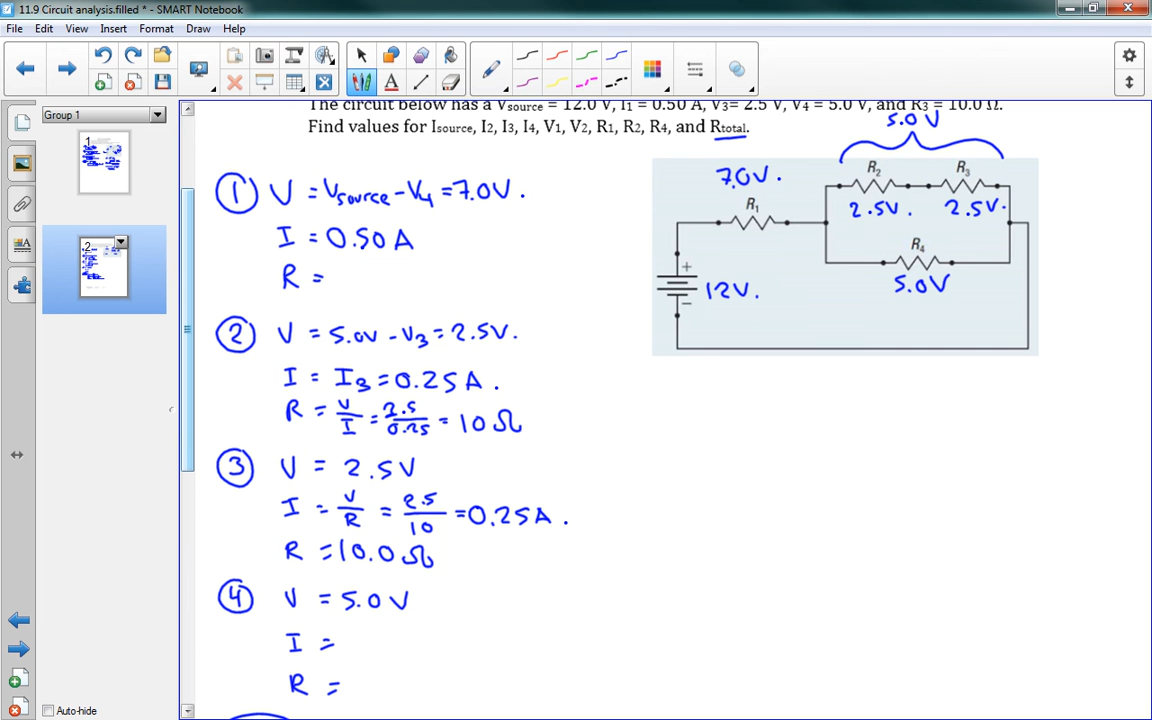 11.9 Circuit analysis.filled * - SMART Notebook
File Edit View Insert Format Draw Help
Group 1
1
2
Auto-hide
The circuit below has a Vsource = 12.0 V, I1 = 0.50 A, V3= 2.5 V, V4 = 5.0 V, and R3 = 10.0 Ω.
Find values for Isource, I2, I3, I4, V1, V2, R1, R2, R4, and Rtotal.
① V = Vsource - V4 = 7.0V.
I = 0.50 A
R =
② V = 5.0V - V3 = 2.5V.
I = I3 = 0.25 A.
R = V/I = 2.5/0.25 = 10 Ω
③ V = 2.5V
I = V/R = 2.5/10 = 0.25A.
R = 10.0 Ω
④ V = 5.0 V
I =
R =
5.0 V
7.0V.
R1
R2
R3
2.5V.
2.5V.
R4
5.0V
+
12V.
−